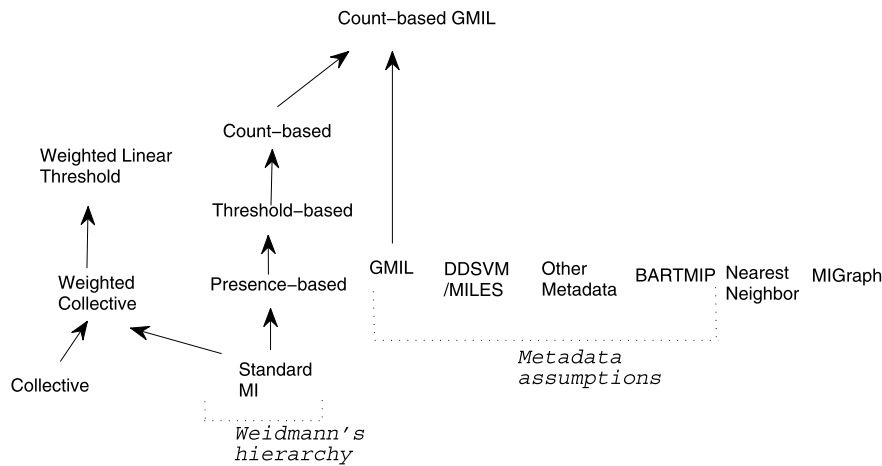 Count−based GMIL
Count−based
Weighted Linear
Threshold
Threshold−based
GMIL
DDSVM
/MILES
Other
Metadata
BARTMIP
Nearest
Neighbor
MIGraph
Weighted
Collective
Presence−based
Collective
Standard
MI
Metadata
assumptions
Weidmann's
hierarchy